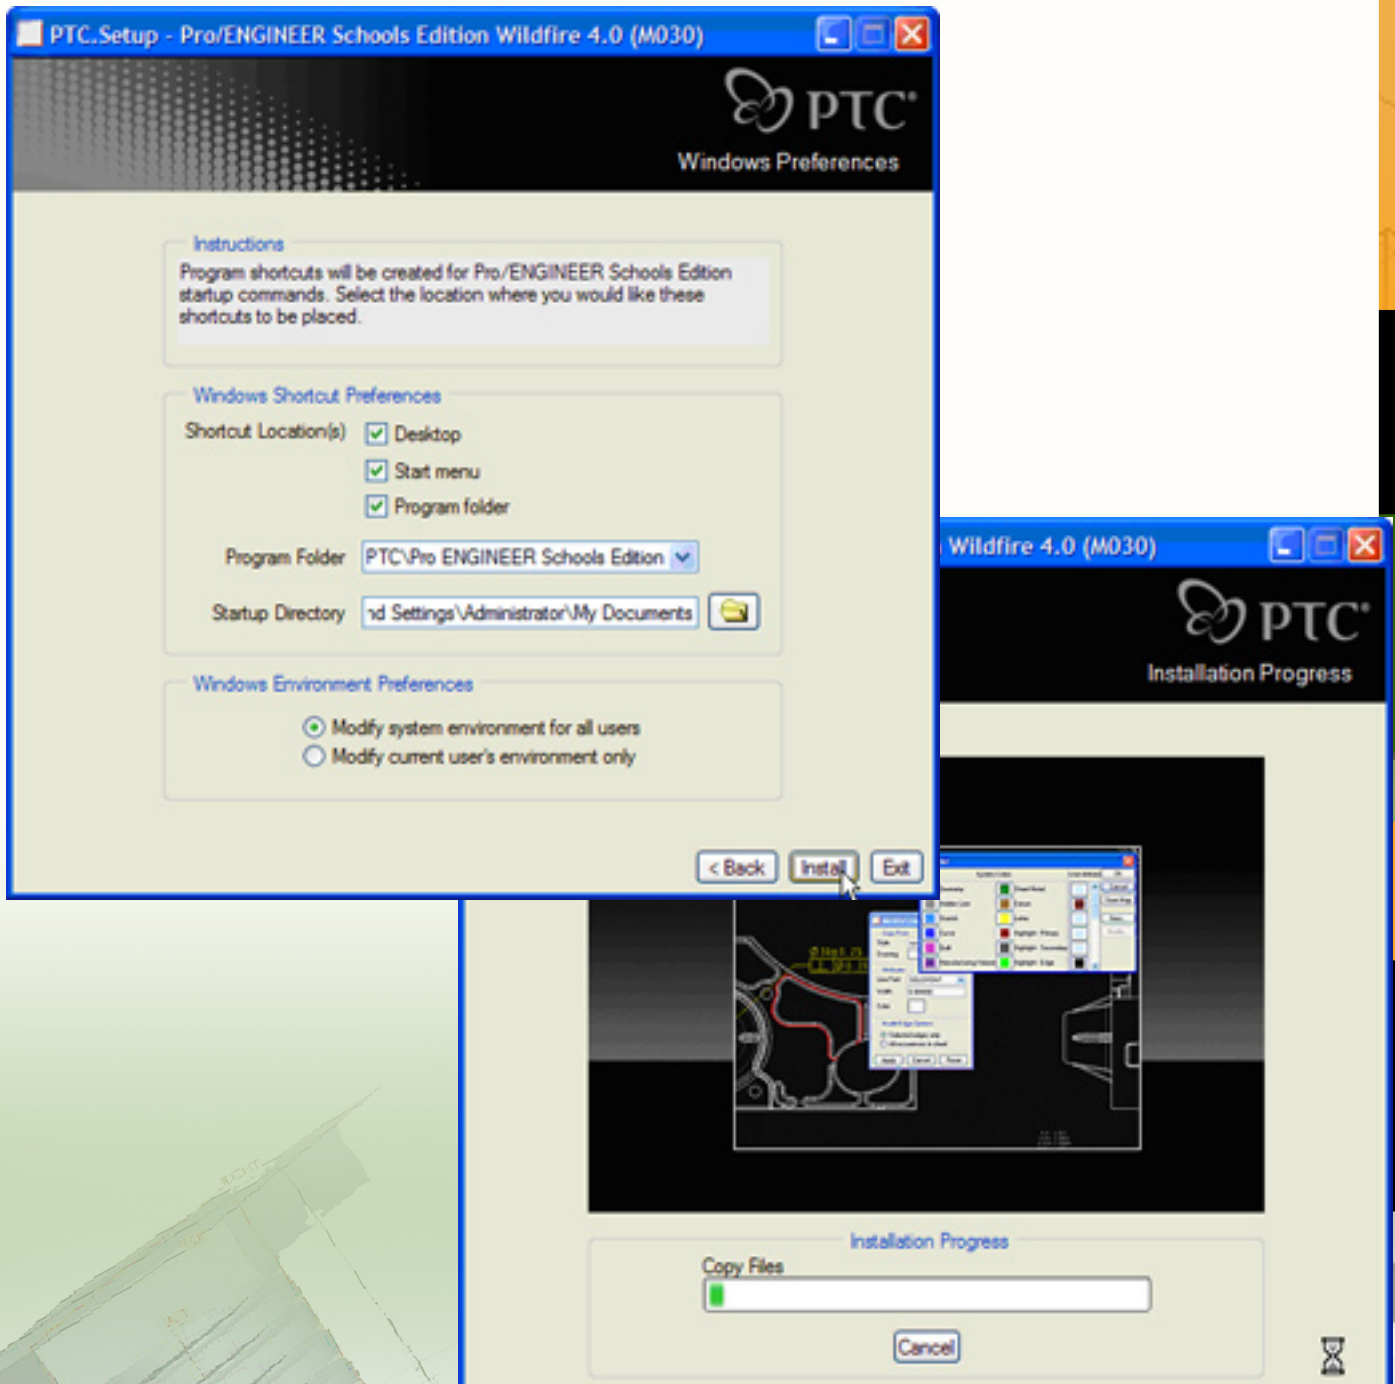 PTC.Setup - Pro/ENGINEER Schools Edition Wildfire 4.0 (M030)
PTC
Windows Preferences
Instructions
Program shortcuts will be created for Pro/ENGINEER Schools Edition
startup commands. Select the location where you would like these
shortcuts to be placed.
Windows Shortcut Preferences
Shortcut Location(s)
Desktop
Start menu
Program folder
Program Folder
PTC\Pro ENGINEER Schools Edition
Startup Directory
nd Settings\Administrator\My Documents
Windows Environment Preferences
Modify system environment for all users
Modify current user's environment only
< Back
Install
Exit
Wildfire 4.0 (M030)
PTC
Installation Progress
Installation Progress
Copy Files
Cancel